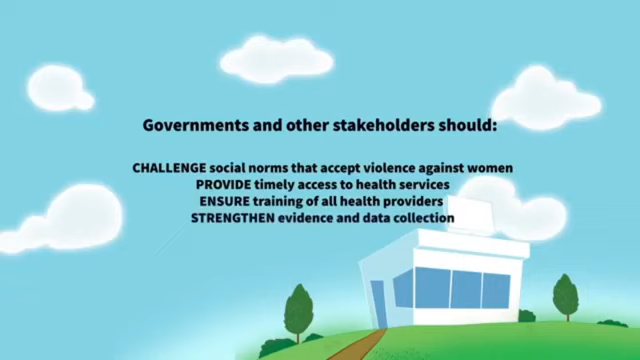 Governments and other stakeholders should:
CHALLENGE social norms that accept violence against women
PROVIDE timely access to health services
ENSURE training of all health providers
STRENGTHEN evidence and data collection